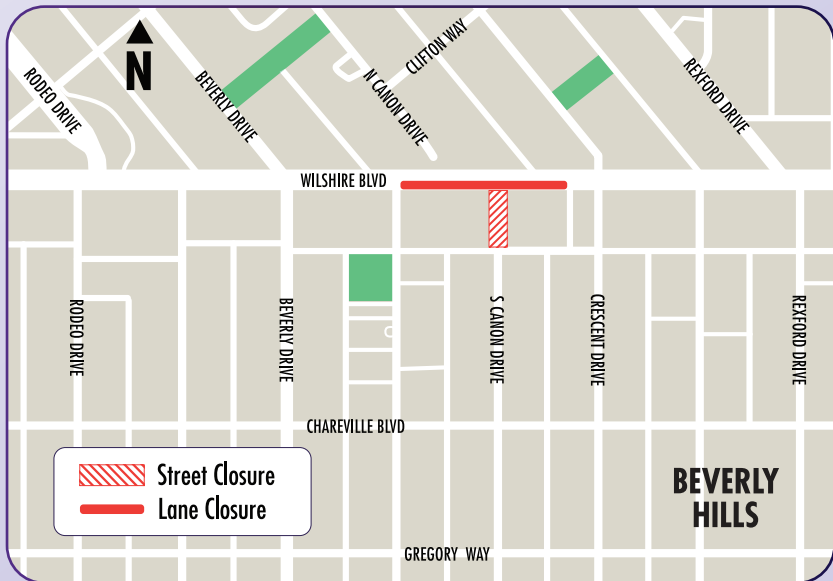 N
RODEO DRIVE
BEVERLY DRIVE
N CANON DRIVE
CLIFTON WAY
REXFORD DRIVE
WILSHIRE BLVD
RODEO DRIVE
BEVERLY DRIVE
S CANON DRIVE
CRESCENT DRIVE
REXFORD DRIVE
CHAREVILLE BLVD
Street Closure
Lane Closure
BEVERLY
HILLS
GREGORY WAY